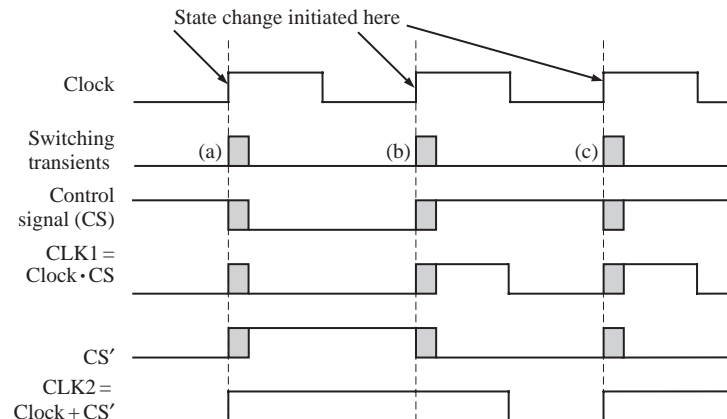 State change initiated here
Clock
Switching
transients
(a)
(b)
(c)
Control
signal (CS)
CLK1 =
Clock · CS
CS′
CLK2 =
Clock + CS′